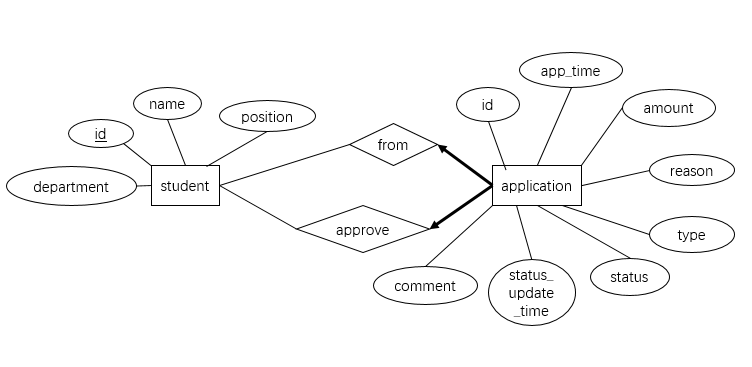 app_time
name
id
amount
position
id
from
reason
department
student
application
approve
type
status
comment
status_
update
_time